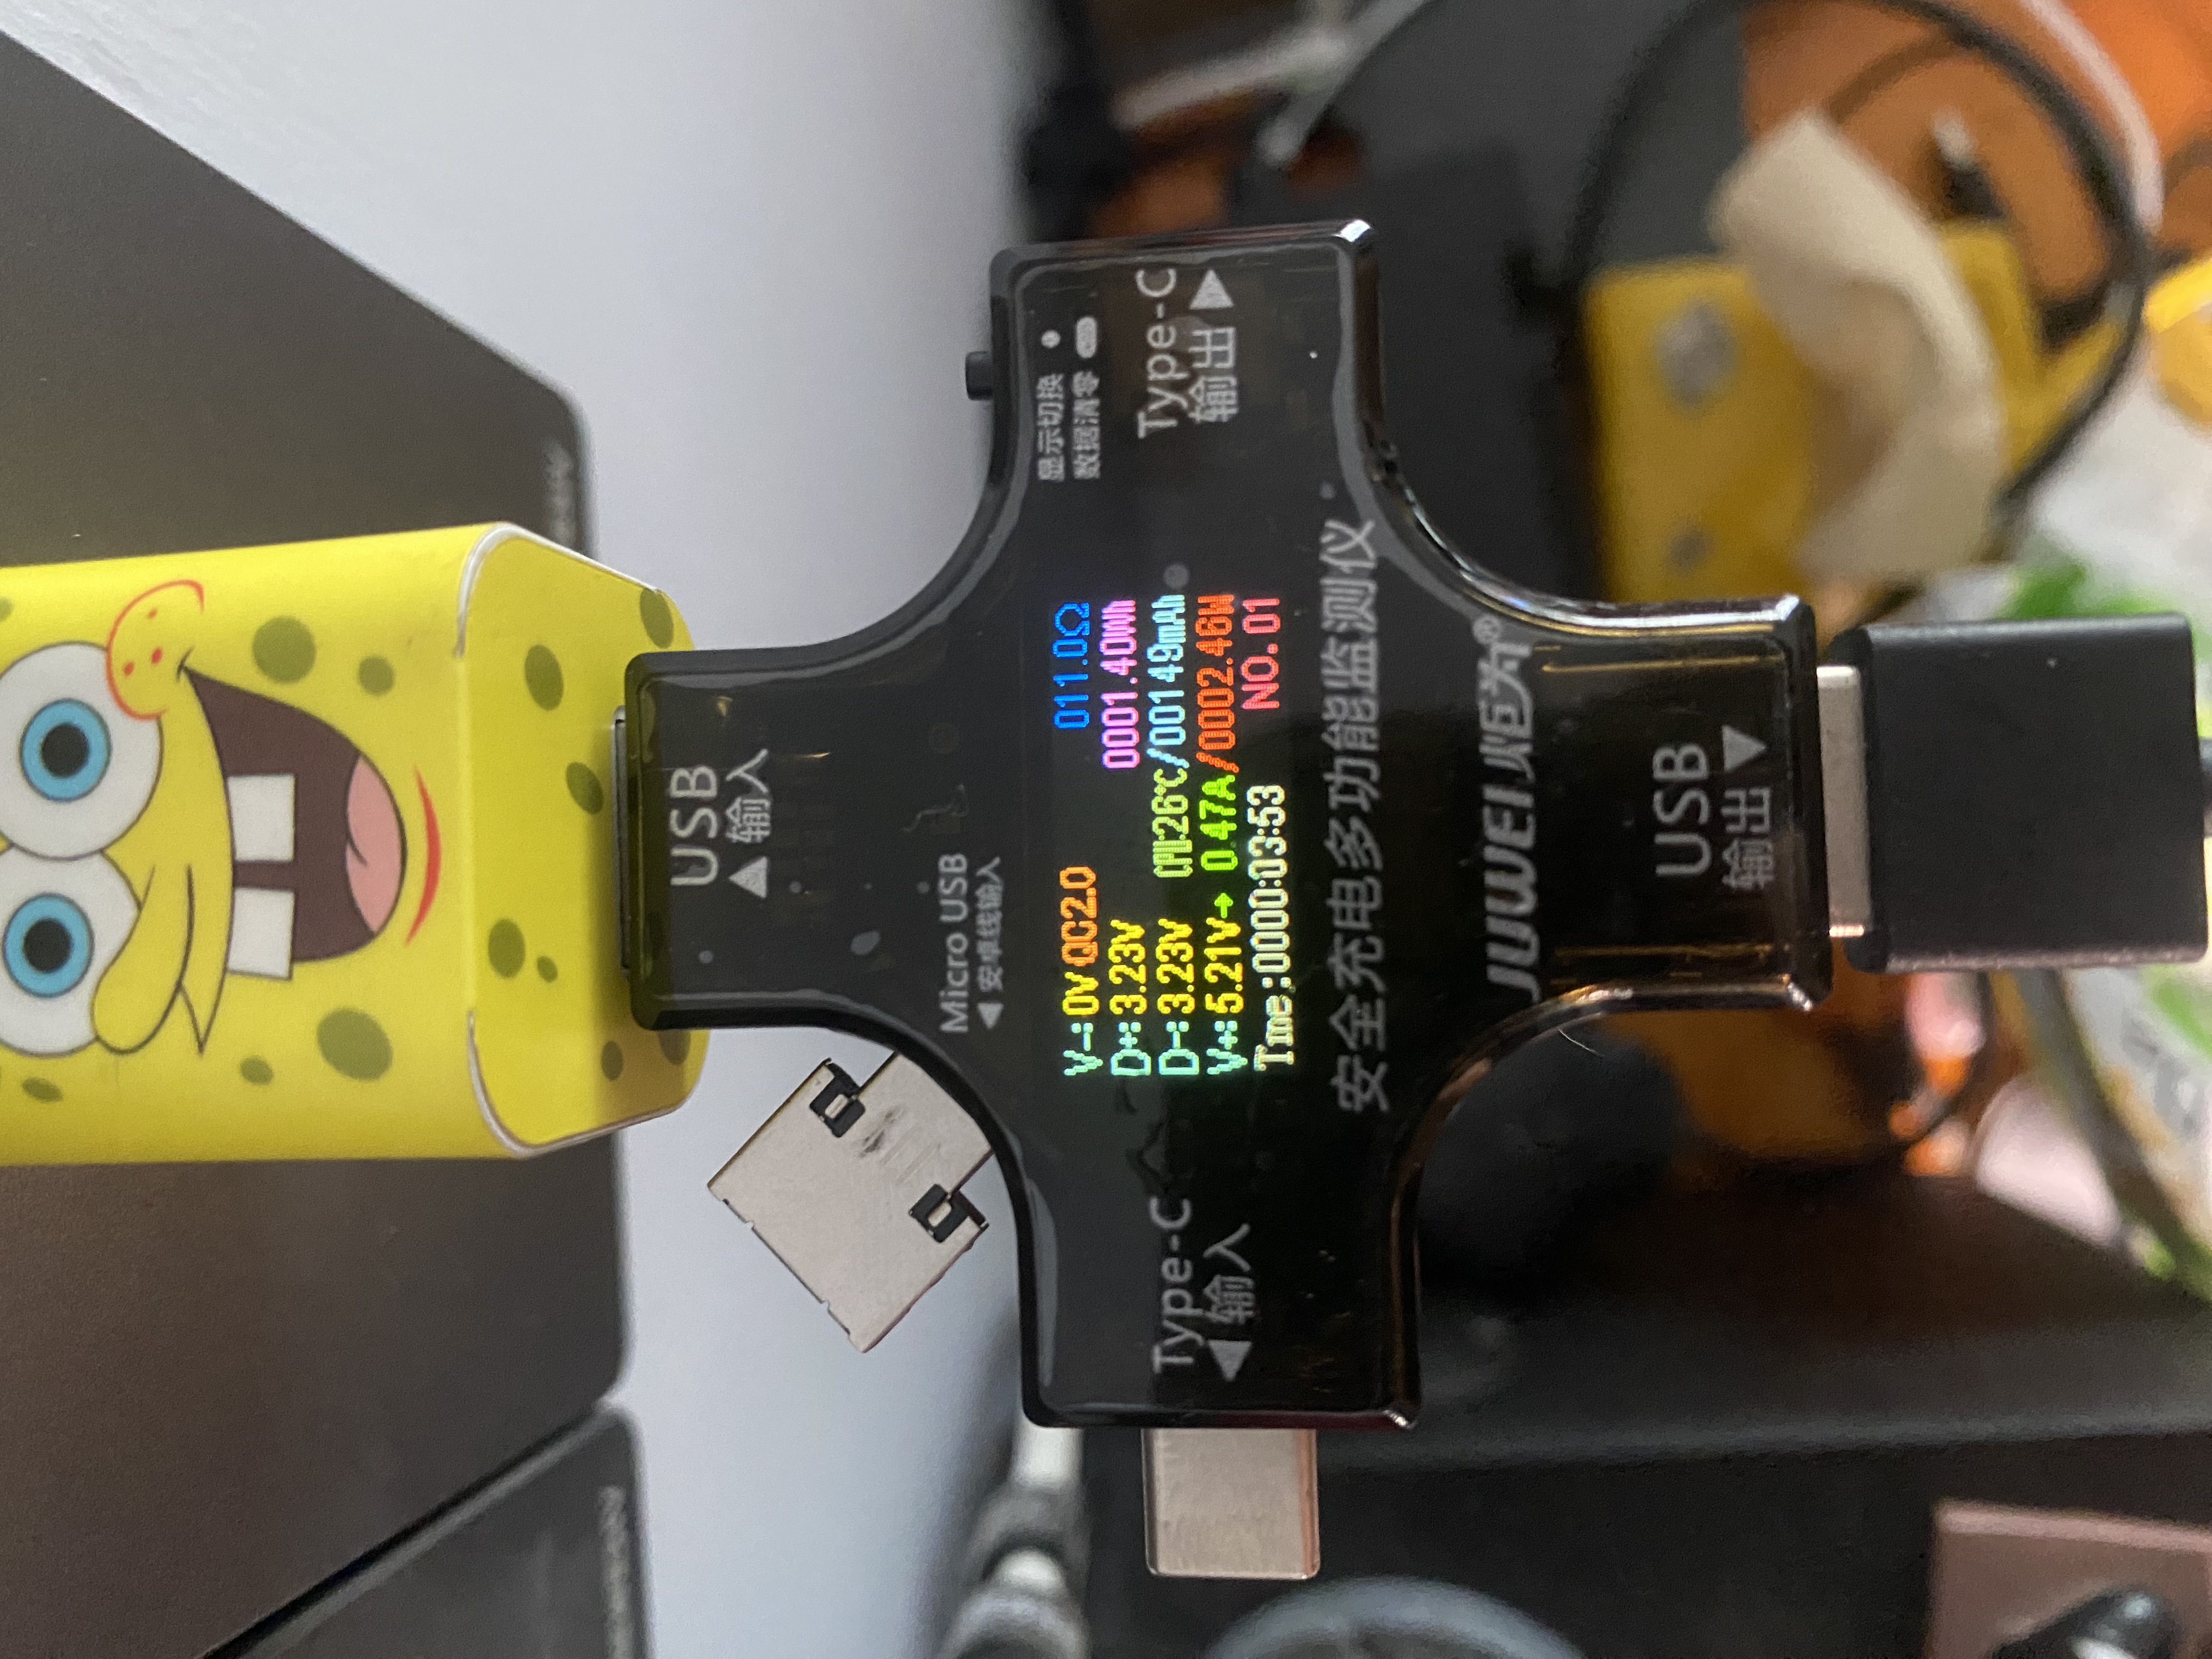 USB
▲ 输入
Micro USB
◀ 安卓线输入
显示切换
数据清零
V-:0V QC2.0 011.0Ω
D+:3.23V 0001.40Wh
D-:3.23V CPU:26℃/00149mAh
V+:5.21V→ 0.47A/0002.46W
Tme:0000:03:53 NO.01
Type-C
◀ 输入
Type-C
输出 ▶
安全充电多功能监测仪
JUWEI 炬为®
USB
输出 ▼